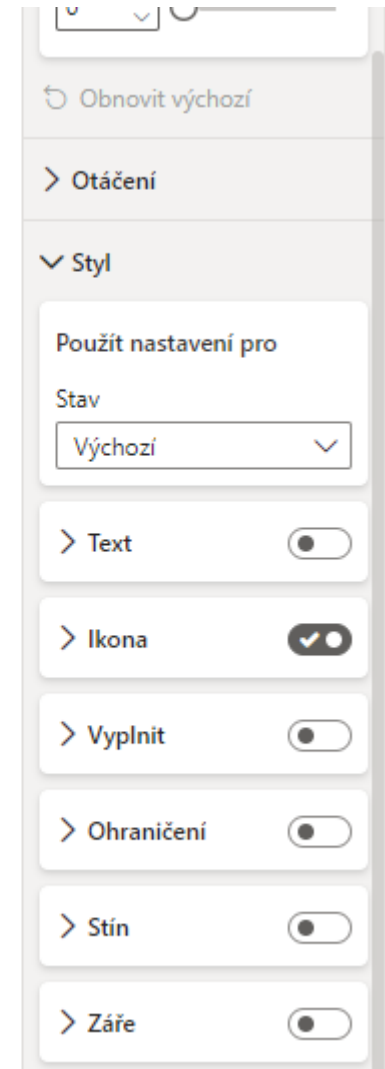 Obnovit výchozí
Otáčení
Styl
Použít nastavení pro
Stav
Výchozí
Text
Ikona
Vyplnit
Ohraničení
Stín
Záře